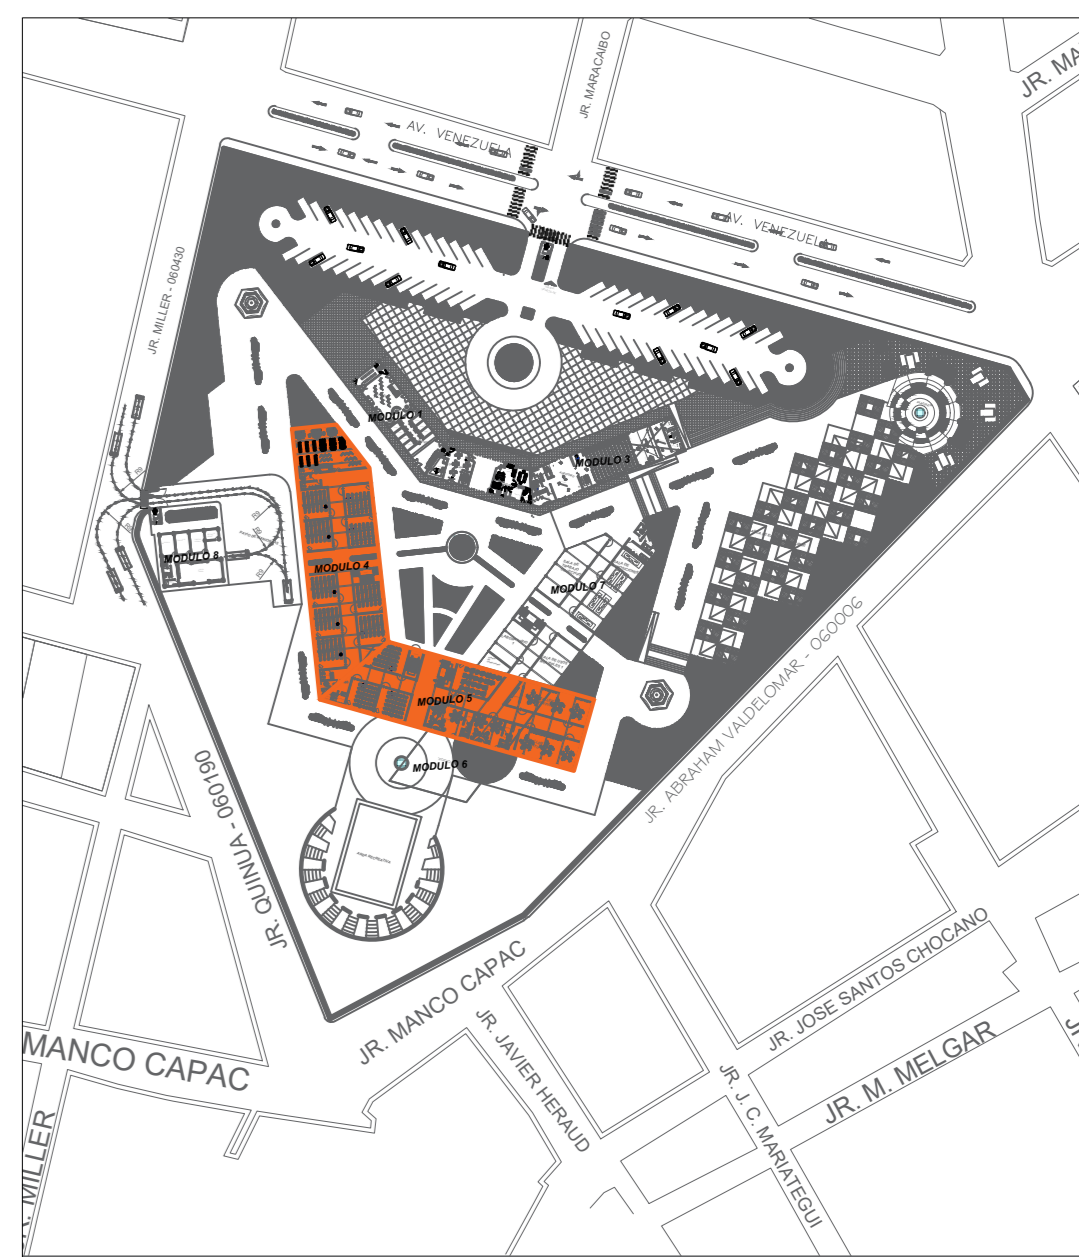 JR. MARACAIBO
JR. MA
AV. VENEZUELA
AV. VENEZUELA
JR. MILLER - 060430
MODULO 1
MODULO 3
MODULO 8
MODULO 4
MODULO 7
MODULO 5
MODULO 6
JR. ABRAHAM VALDELOMAR - 060006
JR. QUINUA - 060190
JR. MANCO CAPAC
MANCO CAPAC
JR. JOSE SANTOS CHOCANO
JR. JAVIER HERAUD
JR. M. MELGAR
JR. J. C. MARIATEGUI
JR. MILLER